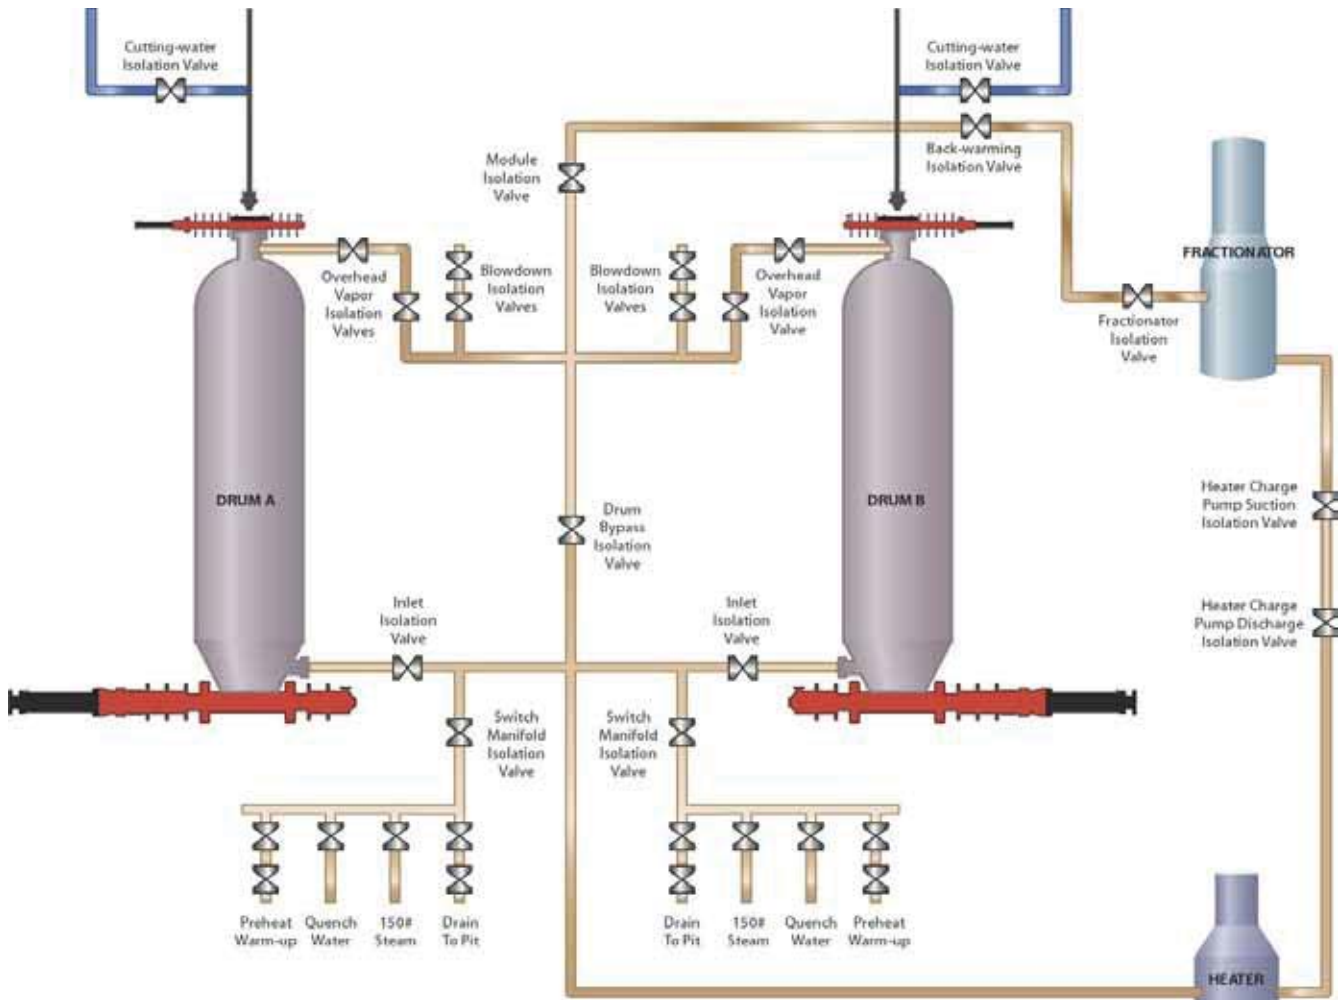 Cutting-water
Isolation Valve
Cutting-water
Isolation Valve
Module
Isolation
Valve
Back-warming
Isolation Valve
FRACTIONATOR
Overhead
Vapor
Isolation
Valves
Blowdown
Isolation
Valves
Blowdown
Isolation
Valves
Overhead
Vapor
Isolation
Valve
Fractionator
Isolation
Valve
DRUM A
DRUM B
Drum
Bypass
Isolation
Valve
Heater Charge
Pump Suction
Isolation Valve
Inlet
Isolation
Valve
Inlet
Isolation
Valve
Heater Charge
Pump Discharge
Isolation Valve
Switch
Manifold
Isolation
Valve
Switch
Manifold
Isolation
Valve
Preheat
Warm-up
Quench
Water
150#
Steam
Drain
To Pit
Drain
To Pit
150#
Steam
Quench
Water
Preheat
Warm-up
HEATER